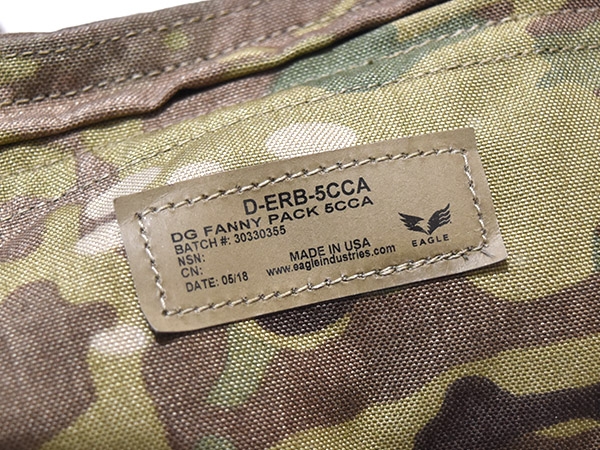 D-ERB-5CCA
DG FANNY PACK 5CCA
BATCH #: 30330355
NSN:
CN:
DATE: 05/18
MADE IN USA
www.eagleindustries.com
EAGLE